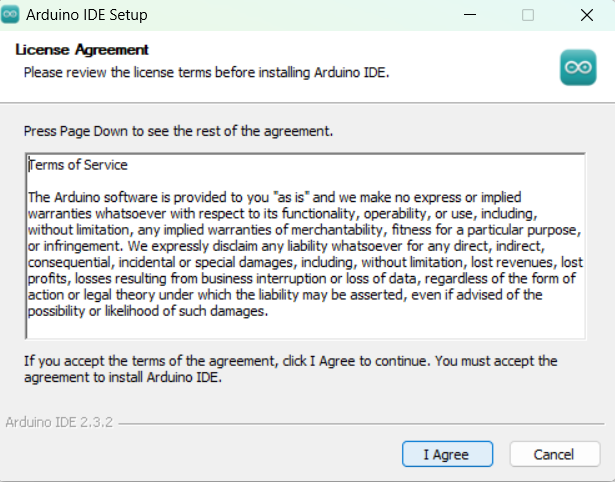 Arduino IDE Setup
License Agreement
Please review the license terms before installing Arduino IDE.
Press Page Down to see the rest of the agreement.
Terms of Service
The Arduino software is provided to you "as is" and we make no express or implied
warranties whatsoever with respect to its functionality, operability, or use, including,
without limitation, any implied warranties of merchantability, fitness for a particular purpose,
or infringement. We expressly disclaim any liability whatsoever for any direct, indirect,
consequential, incidental or special damages, including, without limitation, lost revenues, lost
profits, losses resulting from business interruption or loss of data, regardless of the form of
action or legal theory under which the liability may be asserted, even if advised of the
possibility or likelihood of such damages.
If you accept the terms of the agreement, click I Agree to continue. You must accept the
agreement to install Arduino IDE.
Arduino IDE 2.3.2
I Agree
Cancel